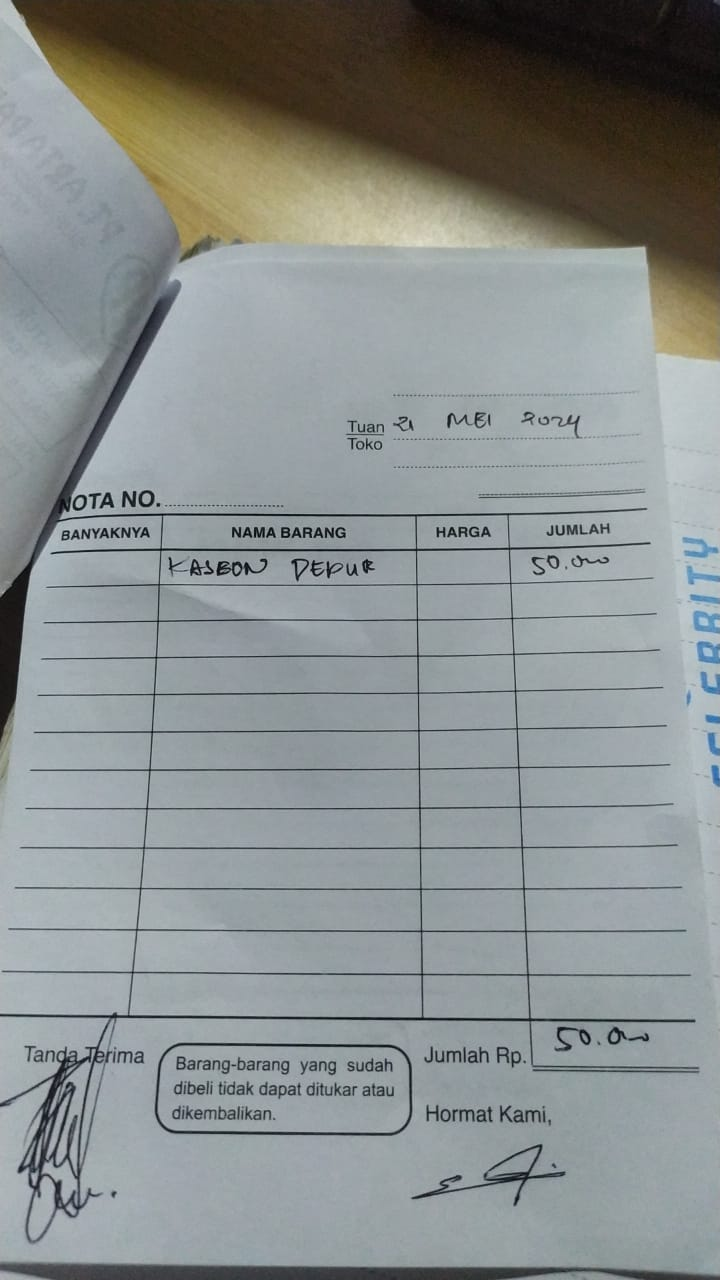 Tuan 21 MEI 2024
Toko
NOTA NO.
BANYAKNYA NAMA BARANG HARGA JUMLAH
KASBON DEPUR 50.000
Tanda Terima
Barang-barang yang sudah
dibeli tidak dapat ditukar atau
dikembalikan.
Jumlah Rp. 50.000
Hormat Kami,